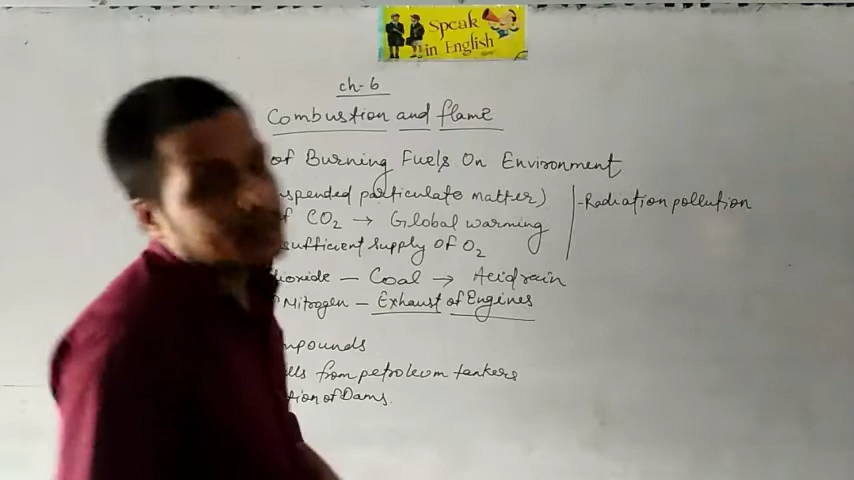 Speak
in English
ch-6
Combustion and flame
of Burning Fuels On Environment
uspended particulate matter)
of CO2 → Global warming
sufficient supply of O2
-Radiation pollution
dioxide – Coal → Acid rain
Nitrogen – Exhaust of Engines
mpounds
lls from petroleum tankers
tion of Dams.